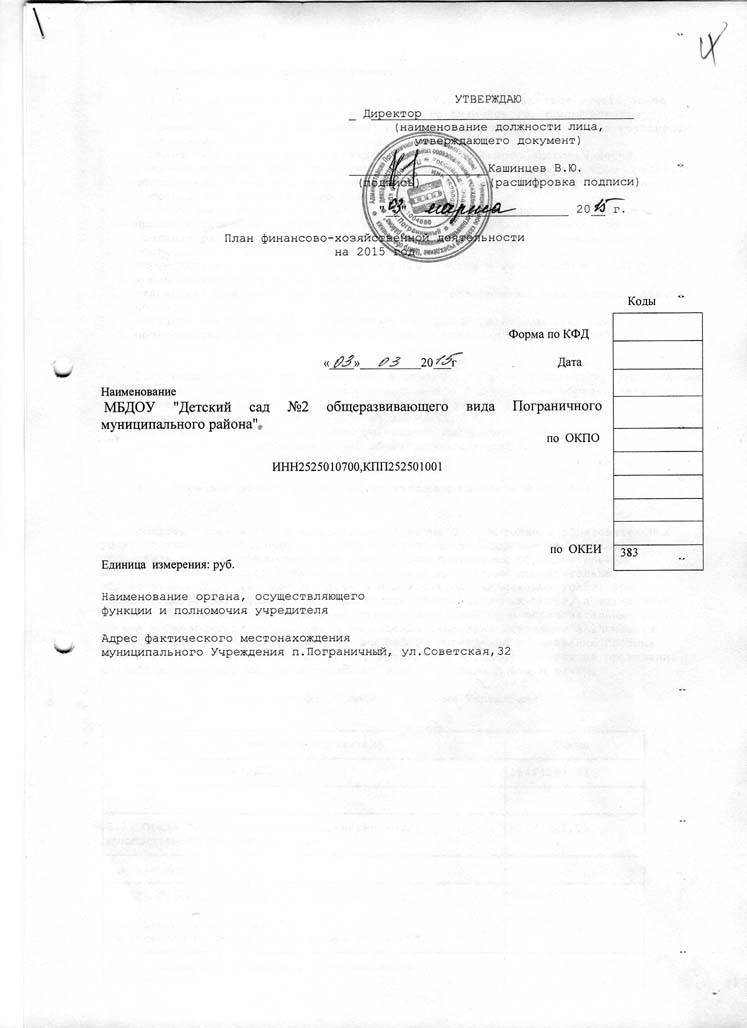 УТВЕРЖДАЮ
_ Директор
(наименование должности лица,
утверждающего документ)
Кашинцев В.Ю.
(подпись) (расшифровка подписи)
"03" марта 2015 г.
План финансово-хозяйственной деятельности
на 2015 год
Коды
Форма по КФД
«03» 03 2015г Дата
Наименование
МБДОУ "Детский сад №2 общеразвивающего вида Пограничного
муниципального района".
по ОКПО
ИНН2525010700,КПП252501001
по ОКЕИ 383
Единица измерения: руб.
Наименование органа, осуществляющего
функции и полномочия учредителя
Адрес фактического местонахождения
муниципального Учреждения п.Пограничный, ул.Советская,32